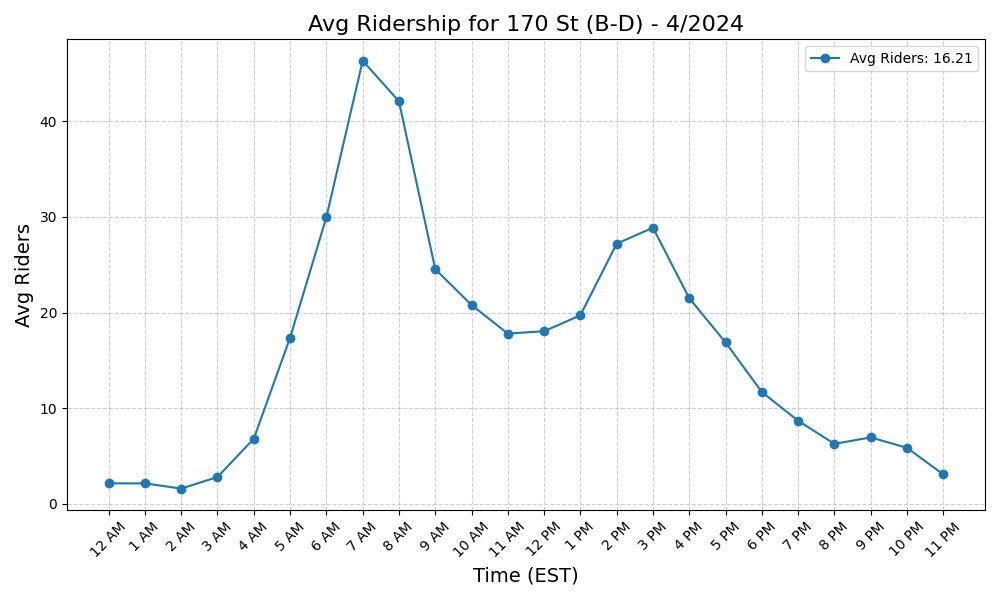 Avg Ridership for 170 St (B-D) - 4/2024
Avg Riders: 16.21
Avg Riders
40
30
20
10
0
12 AM
1 AM
2 AM
3 AM
4 AM
5 AM
6 AM
7 AM
8 AM
9 AM
10 AM
11 AM
12 PM
1 PM
2 PM
3 PM
4 PM
5 PM
6 PM
7 PM
8 PM
9 PM
10 PM
11 PM
Time (EST)